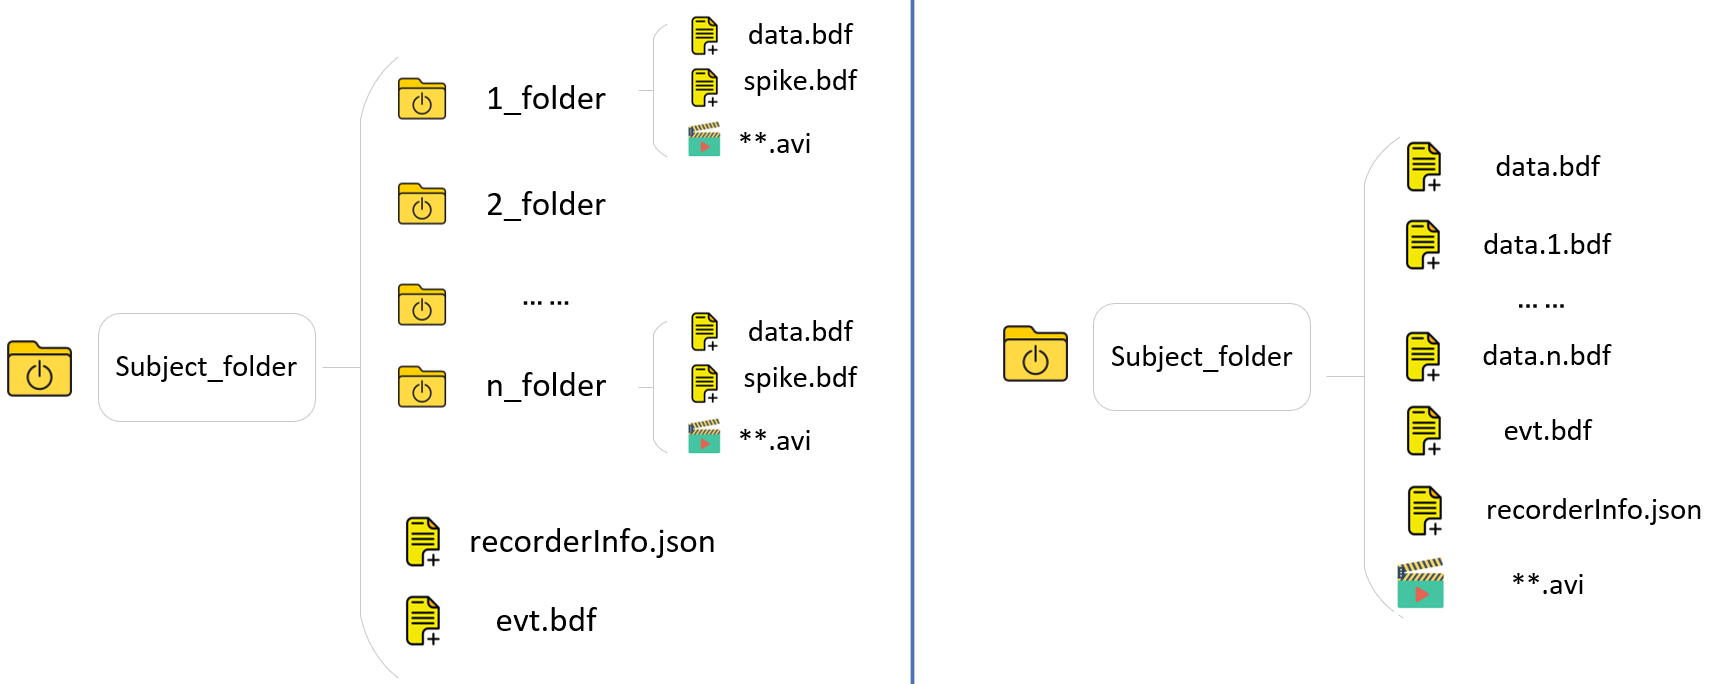 Subject_folder
1_folder
data.bdf
spike.bdf
**.avi
2_folder
... ...
n_folder
data.bdf
spike.bdf
**.avi
recorderInfo.json
evt.bdf
Subject_folder
data.bdf
data.1.bdf
... ...
data.n.bdf
evt.bdf
recorderInfo.json
**.avi